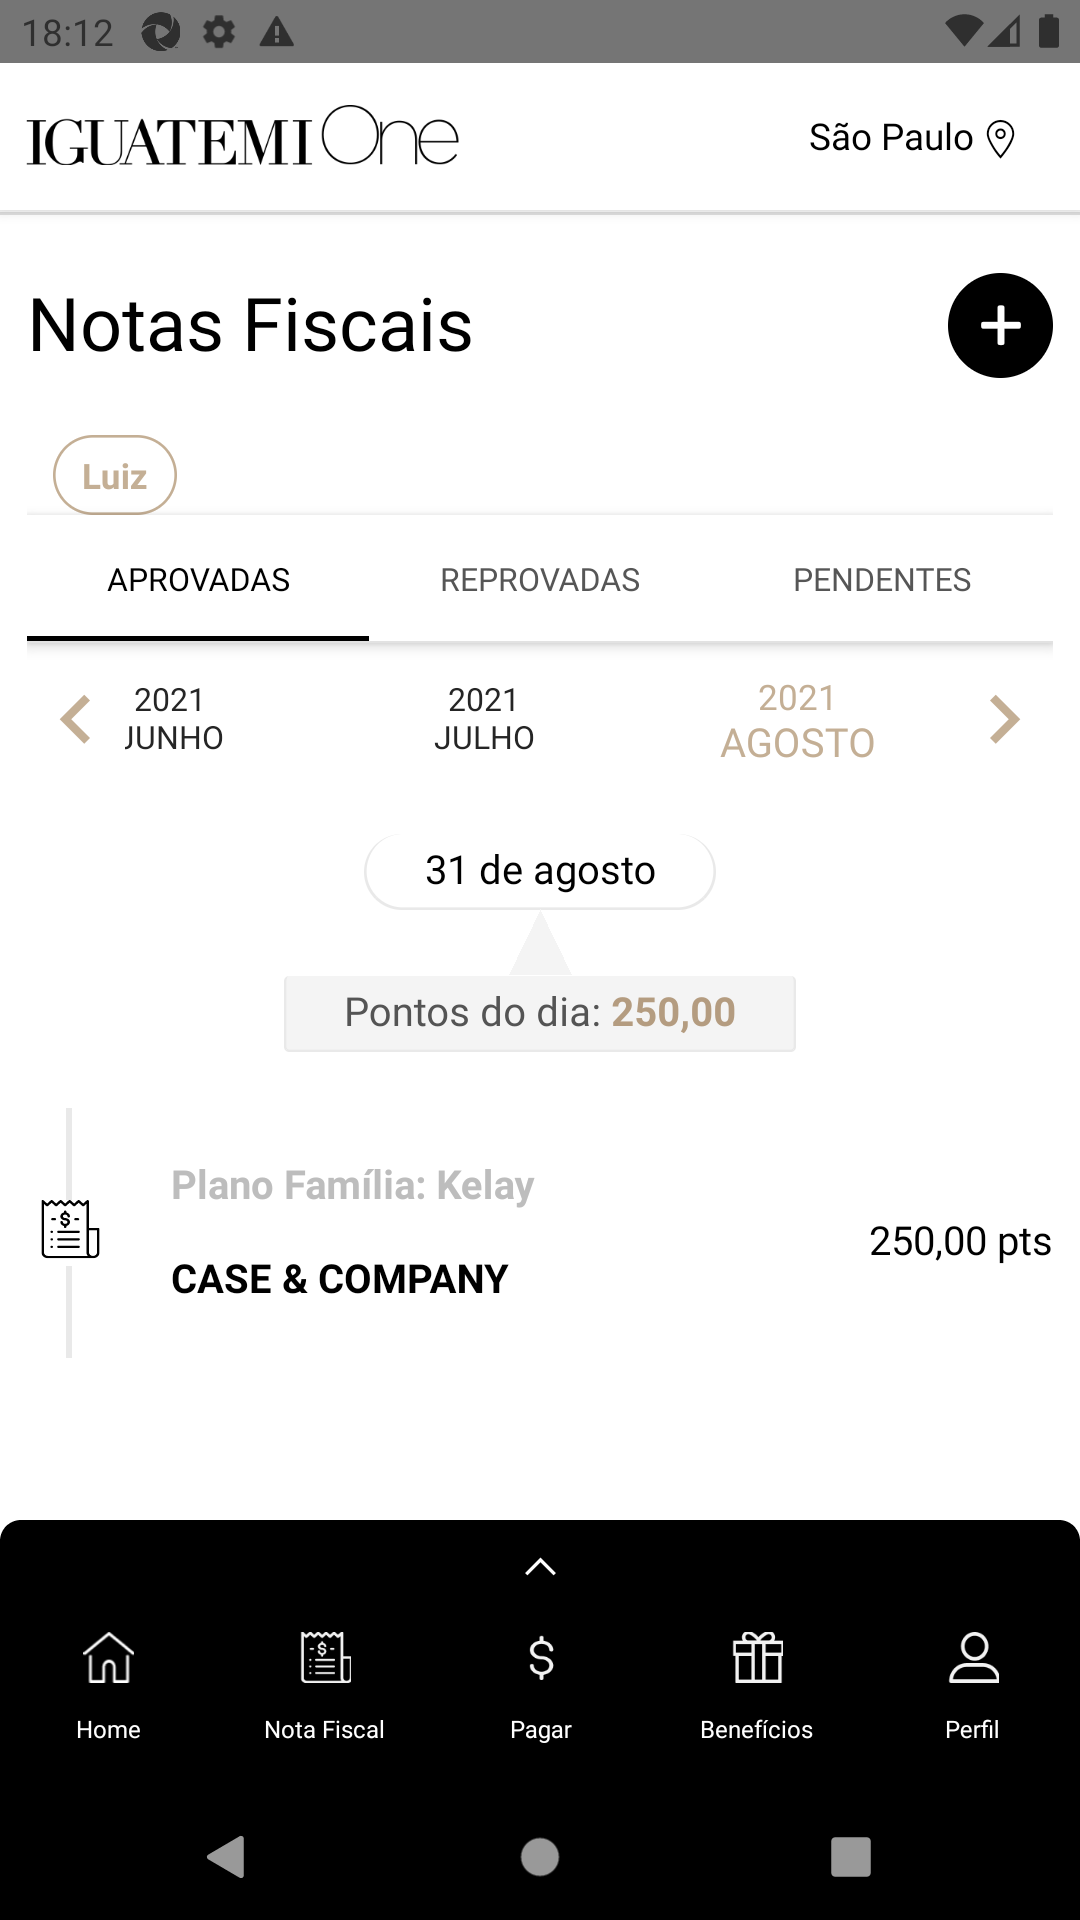 18:12
IGUATEMI One
São Paulo
Notas Fiscais
Luiz
APROVADAS REPROVADAS PENDENTES
2021 2021 2021
JUNHO JULHO AGOSTO
31 de agosto
Pontos do dia: 250,00
Plano Família: Kelay
CASE & COMPANY
250,00 pts
Home Nota Fiscal Pagar Benefícios Perfil